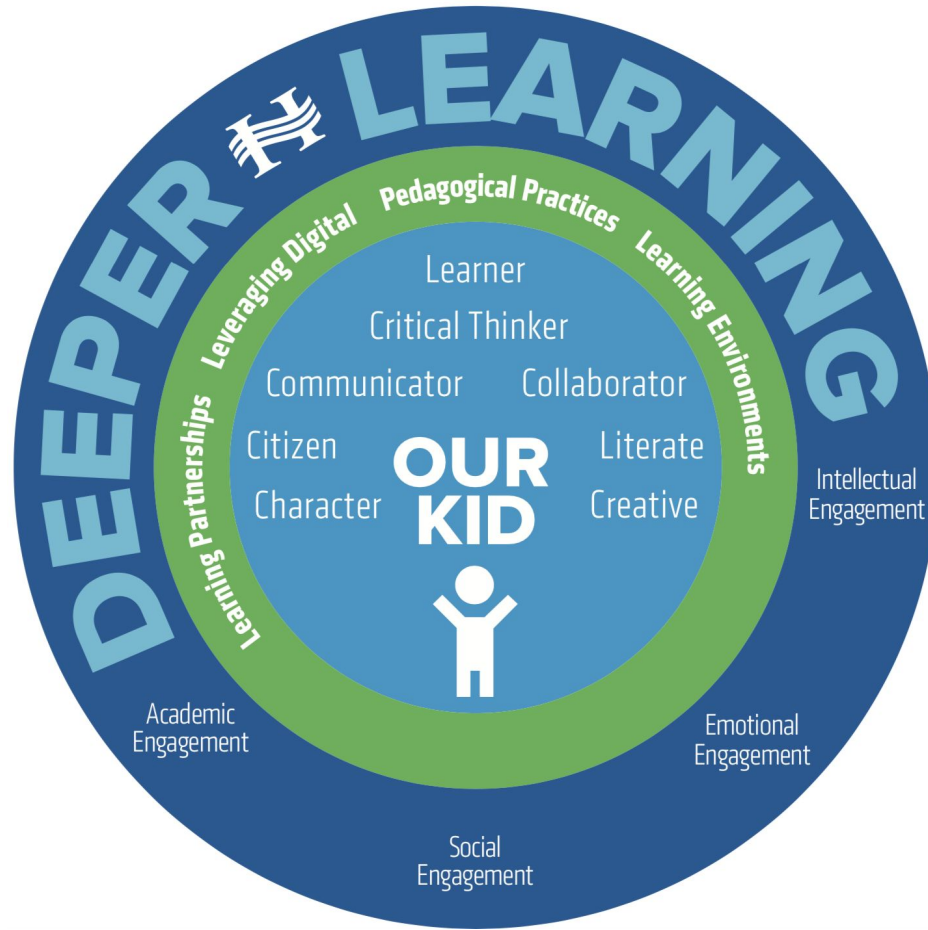 DEEPER LEARNING
Learning Partnerships
Leveraging Digital
Pedagogical Practices
Learning Environments
Learner
Critical Thinker
Communicator
Collaborator
Citizen
Literate
Character
Creative
OUR
KID
Intellectual
Engagement
Emotional
Engagement
Social
Engagement
Academic
Engagement